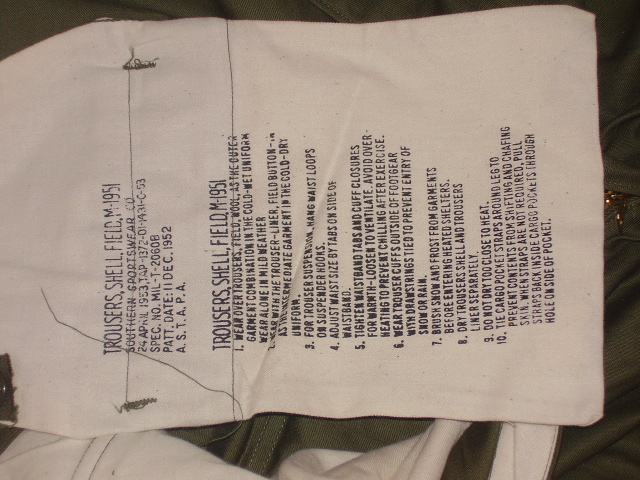 TROUSERS, SHELL, FIELD, M-1951
SOUTHERN SPORTSWEAR CO.
24 APRIL 1953, TAP-1372-01-1431-C-53
SPEC. NO. MIL-T-20608
PATT. DATE: 11 DEC. 1952
A. S. T. A. P. A.
TROUSERS, SHELL, FIELD, M-1951
1. WEAR OVER TROUSERS, FIELD, WOOL, AS THE OUTER
GARMENT COMBINATION IN THE COLD-WET UNIFORM
WEAR ALONE IN MILD WEATHER
2. WEAR WITH THE TROUSER-LINER, FIELD BUTTON-IN
AS INTERMEDIATE GARMENT IN THE COLD-DRY
UNIFORM.
3. FOR TROUSER SUSPENSION, HANG WAIST LOOPS
ON SUSPENDER HOOKS.
4. ADJUST WAIST SIZE BY TABS ON SIDE OF
WAISTBAND.
5. TIGHTEN WAISTBAND TABS AND CUFF CLOSURES
FOR WARMTH-LOOSEN TO VENTILATE. AVOID OVER-
HEATING TO PREVENT CHILLING AFTER EXERCISE.
6. WEAR TROUSER CUFFS OUTSIDE OF FOOTGEAR
WITH DRAWSTRINGS TIED TO PREVENT ENTRY OF
SNOW OR RAIN.
7. BRUSH SNOW AND FROST FROM GARMENTS
BEFORE ENTERING HEATED SHELTERS.
8. DRY TROUSERS SHELL AND TROUSERS
LINER SEPARATELY.
9. DO NOT DRY TOO CLOSE TO HEAT.
10. TIE CARGO POCKET STRAPS AROUND LEG TO
PREVENT CONTENTS FROM SHIFTING AND CHAFING
SKIN. WHEN STRAPS ARE NOT REQUIRED, PULL
STRAPS BACK INSIDE CARGO POCKETS THROUGH
HOLE ON SIDE OF POCKET.